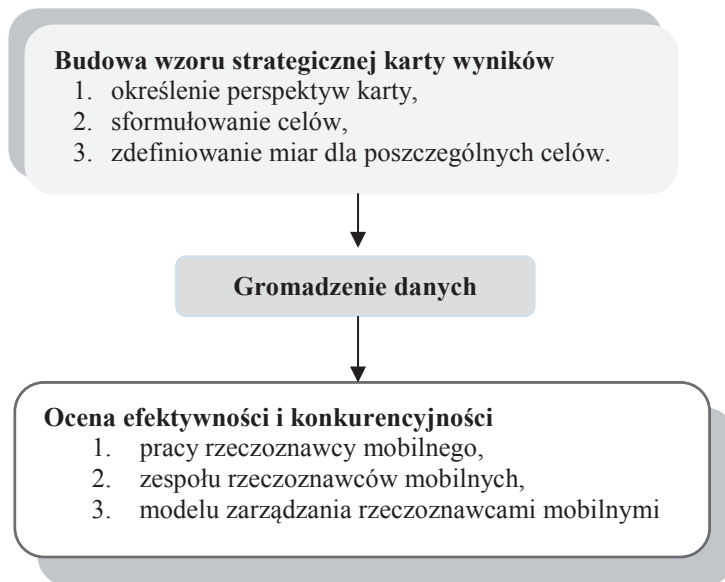 Budowa wzoru strategicznej karty wyników
1. określenie perspektyw karty,
2. sformułowanie celów,
3. zdefiniowanie miar dla poszczególnych celów.
Gromadzenie danych
Ocena efektywności i konkurencyjności
1. pracy rzeczoznawcy mobilnego,
2. zespołu rzeczoznawców mobilnych,
3. modelu zarządzania rzeczoznawcami mobilnymi